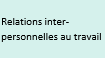 Relations inter-
personnelles au travail